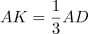 AK = \frac{1}{3} AD